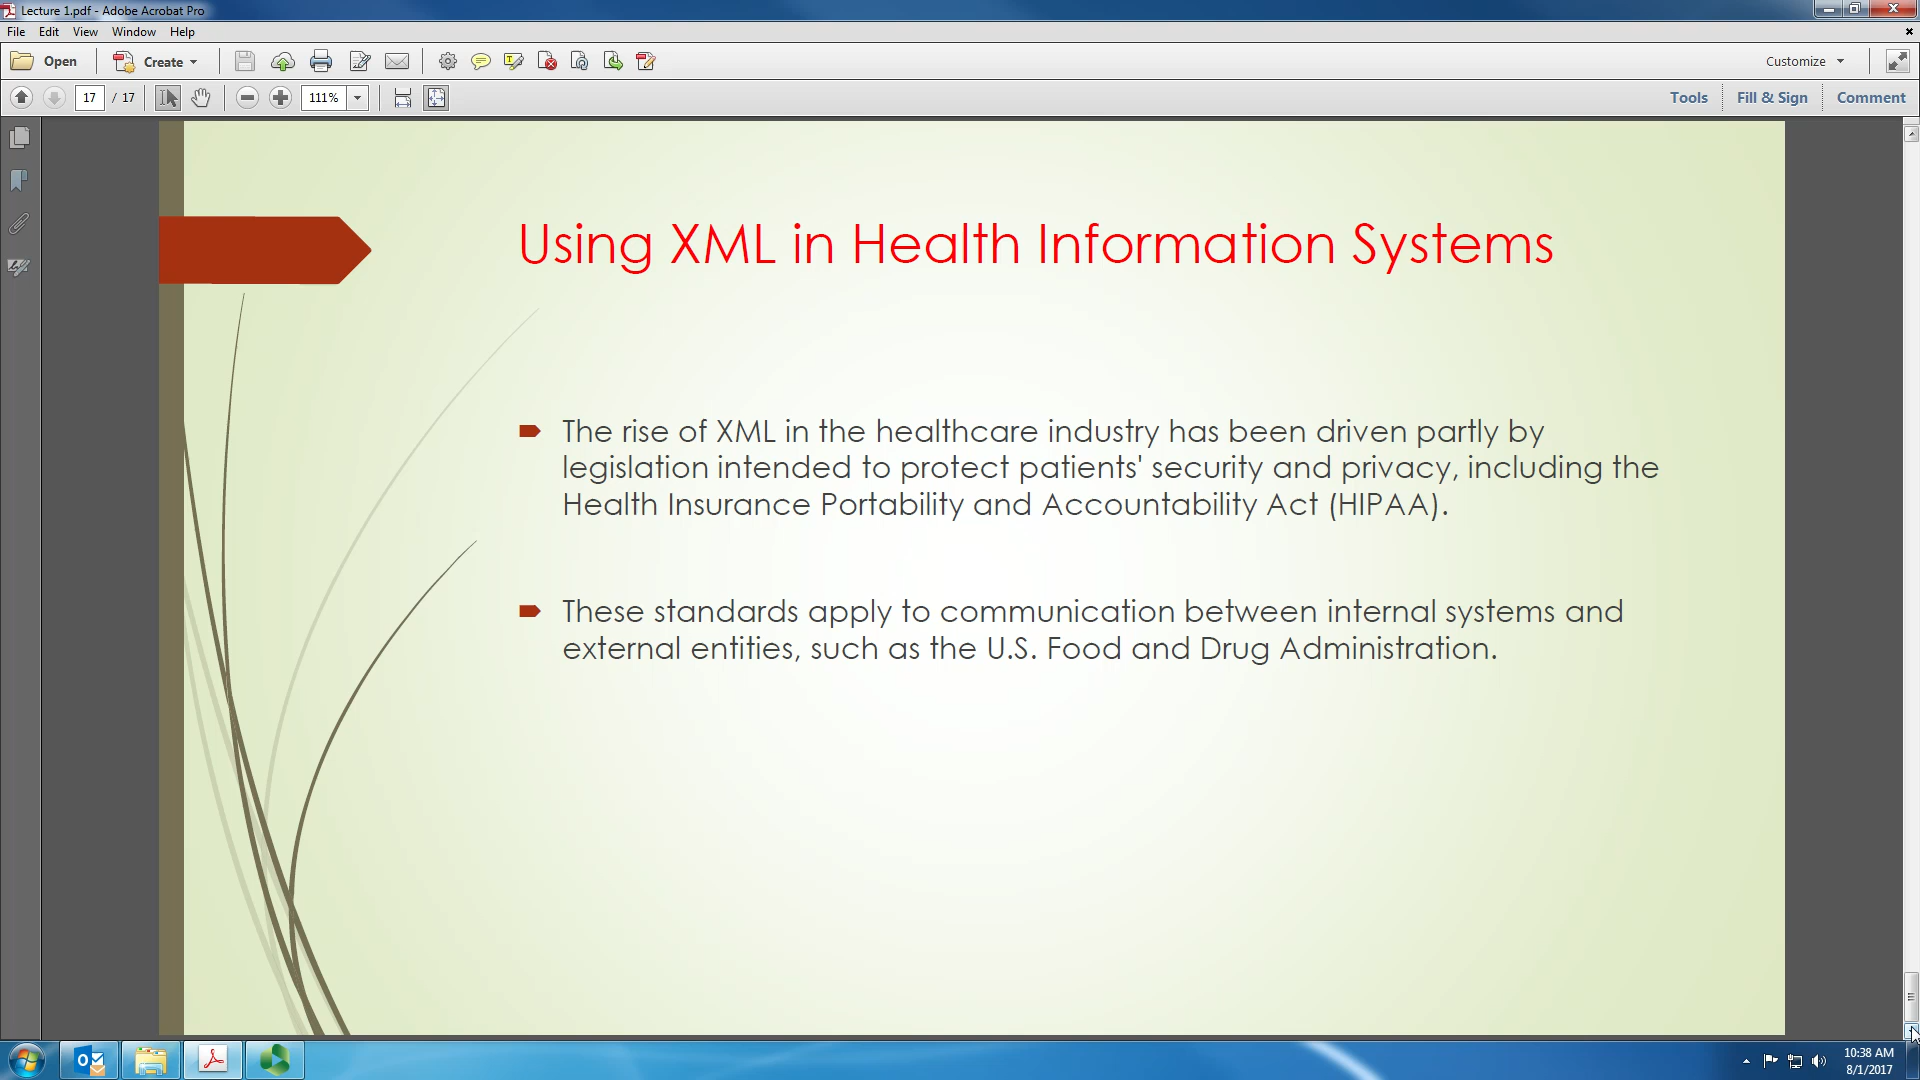 Lecture 1.pdf - Adobe Acrobat Pro
File Edit View Window Help
Open Create Customize
17 / 17 111% Tools Fill & Sign Comment
Using XML in Health Information Systems
The rise of XML in the healthcare industry has been driven partly by
legislation intended to protect patients' security and privacy, including the
Health Insurance Portability and Accountability Act (HIPAA).
These standards apply to communication between internal systems and
external entities, such as the U.S. Food and Drug Administration.
10:38 AM
8/1/2017